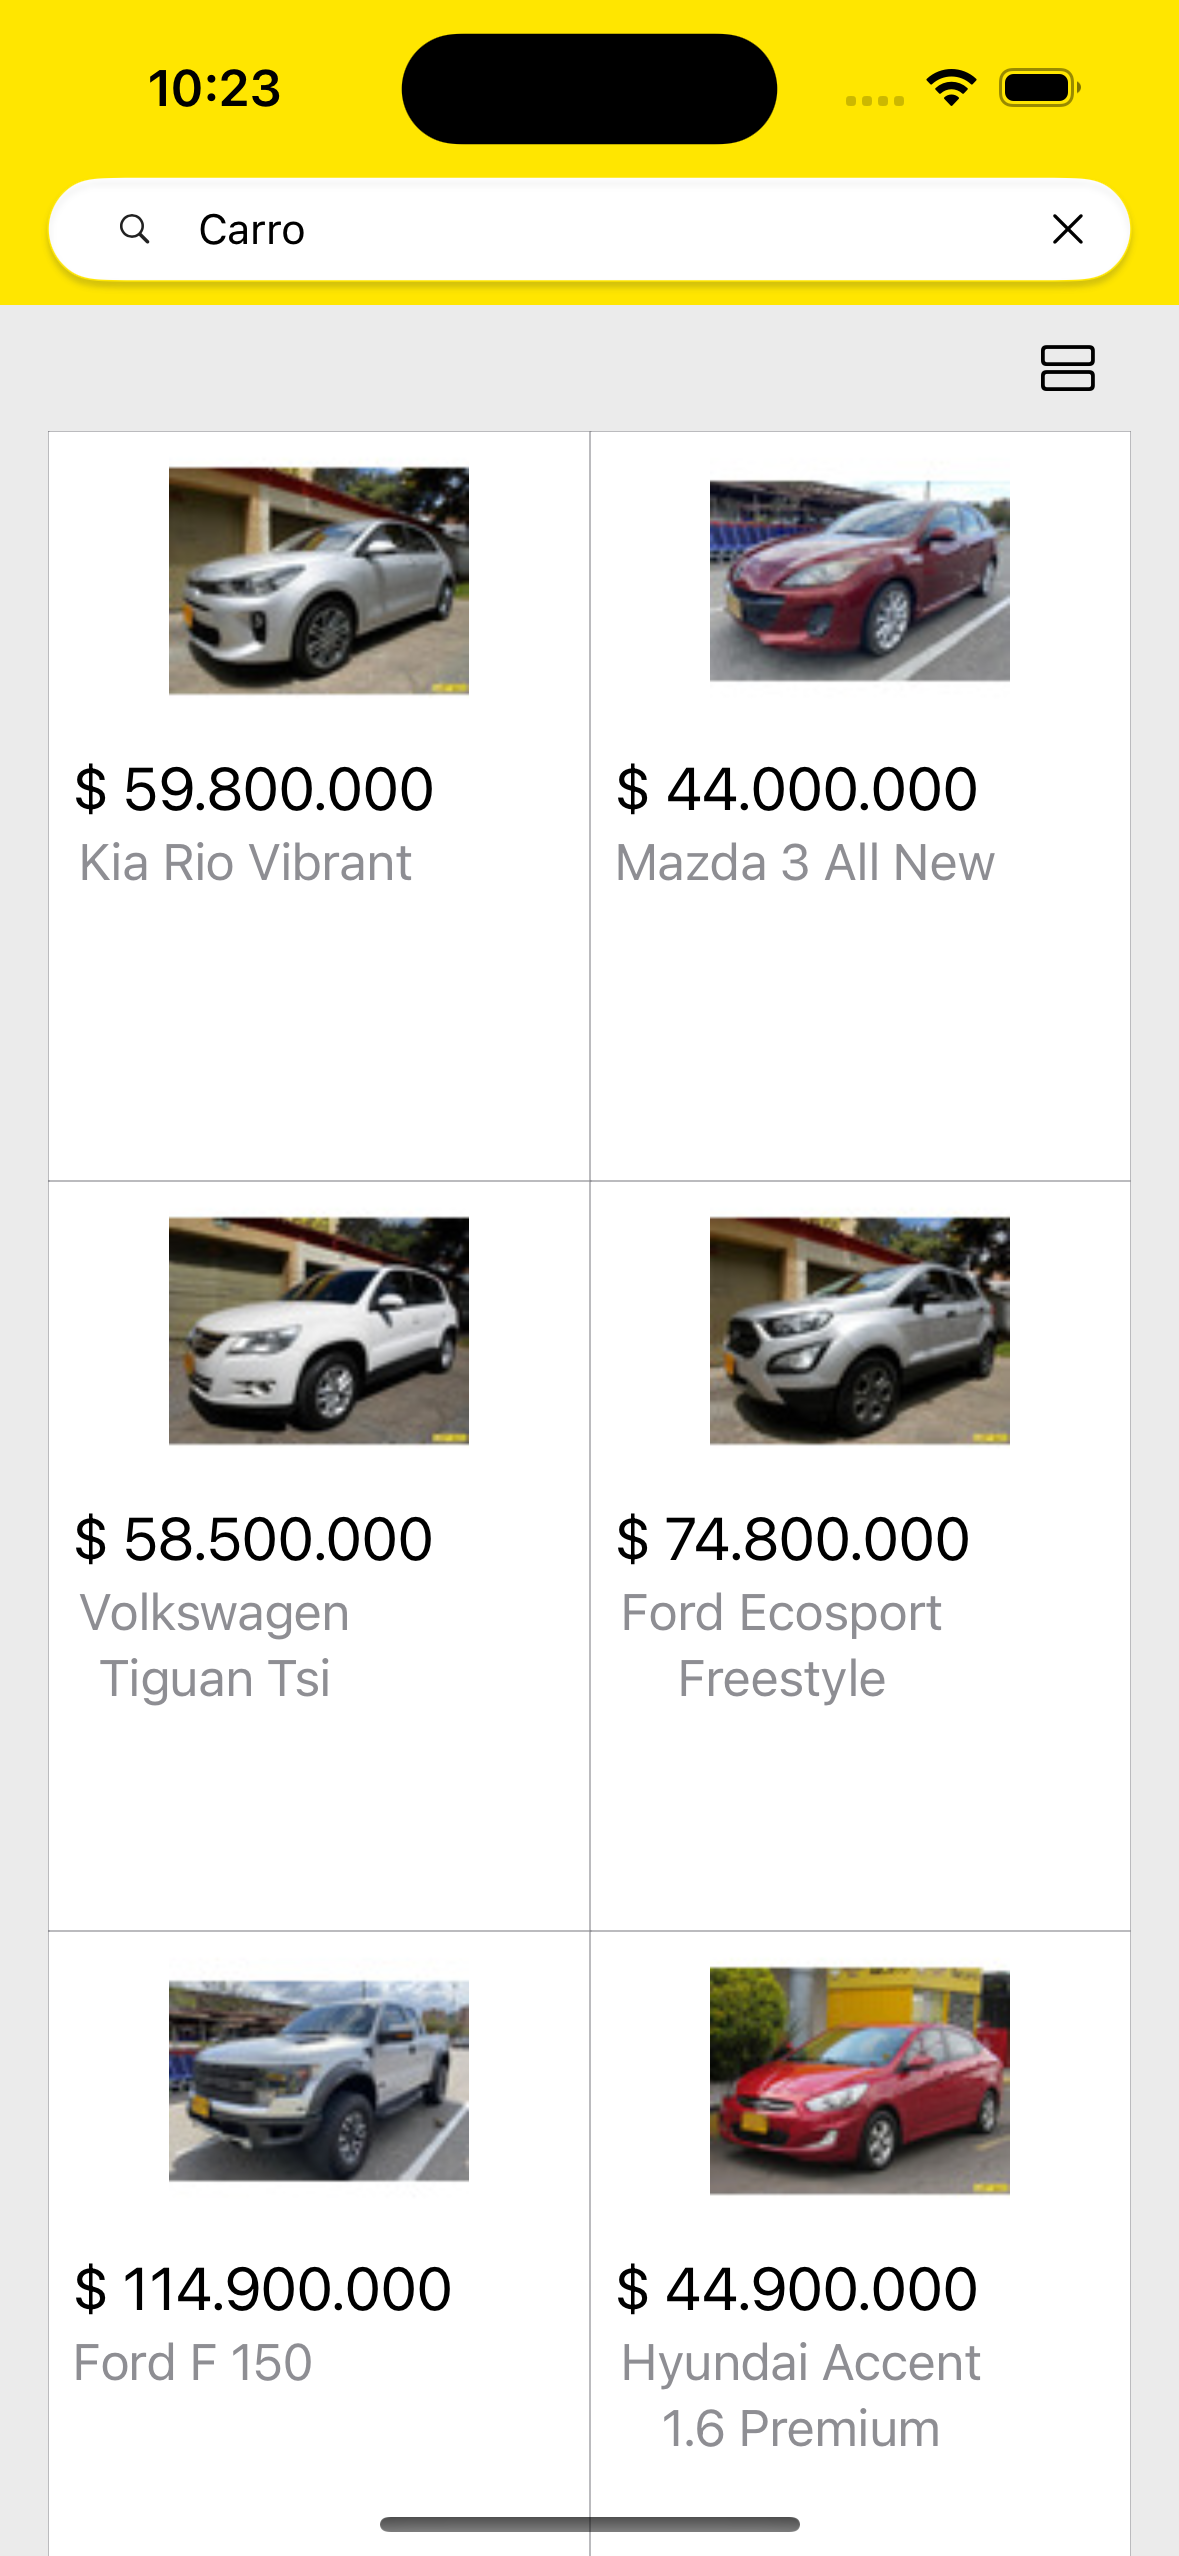 10:23
Carro
$ 59.800.000
Kia Rio Vibrant
$ 44.000.000
Mazda 3 All New
$ 58.500.000
Volkswagen
Tiguan Tsi
$ 74.800.000
Ford Ecosport
Freestyle
$ 114.900.000
Ford F 150
$ 44.900.000
Hyundai Accent
1.6 Premium